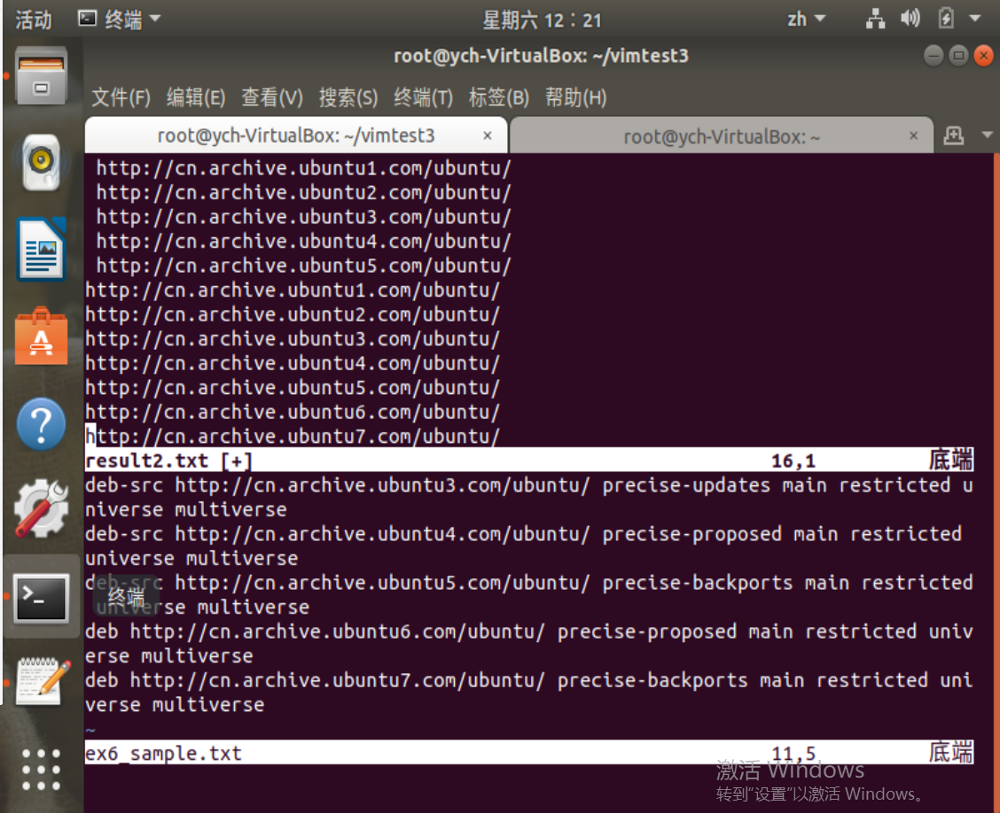 活动 终端 星期六 12：21 zh
root@ych-VirtualBox: ~/vimtest3
文件(F) 编辑(E) 查看(V) 搜索(S) 终端(T) 标签(B) 帮助(H)
root@ych-VirtualBox: ~/vimtest3 × root@ych-VirtualBox: ~ ×
http://cn.archive.ubuntu1.com/ubuntu/
http://cn.archive.ubuntu2.com/ubuntu/
http://cn.archive.ubuntu3.com/ubuntu/
http://cn.archive.ubuntu4.com/ubuntu/
http://cn.archive.ubuntu5.com/ubuntu/
http://cn.archive.ubuntu1.com/ubuntu/
http://cn.archive.ubuntu2.com/ubuntu/
http://cn.archive.ubuntu3.com/ubuntu/
http://cn.archive.ubuntu4.com/ubuntu/
http://cn.archive.ubuntu5.com/ubuntu/
http://cn.archive.ubuntu6.com/ubuntu/
http://cn.archive.ubuntu7.com/ubuntu/
result2.txt [+] 16,1 底端
deb-src http://cn.archive.ubuntu3.com/ubuntu/ precise-updates main restricted u
niverse multiverse
deb-src http://cn.archive.ubuntu4.com/ubuntu/ precise-proposed main restricted
universe multiverse
deb-src http://cn.archive.ubuntu5.com/ubuntu/ precise-backports main restricted
终端
universe multiverse
deb http://cn.archive.ubuntu6.com/ubuntu/ precise-proposed main restricted univ
erse multiverse
deb http://cn.archive.ubuntu7.com/ubuntu/ precise-backports main restricted uni
verse multiverse
~
ex6_sample.txt 11,5 底端
激活 Windows
转到“设置”以激活 Windows。